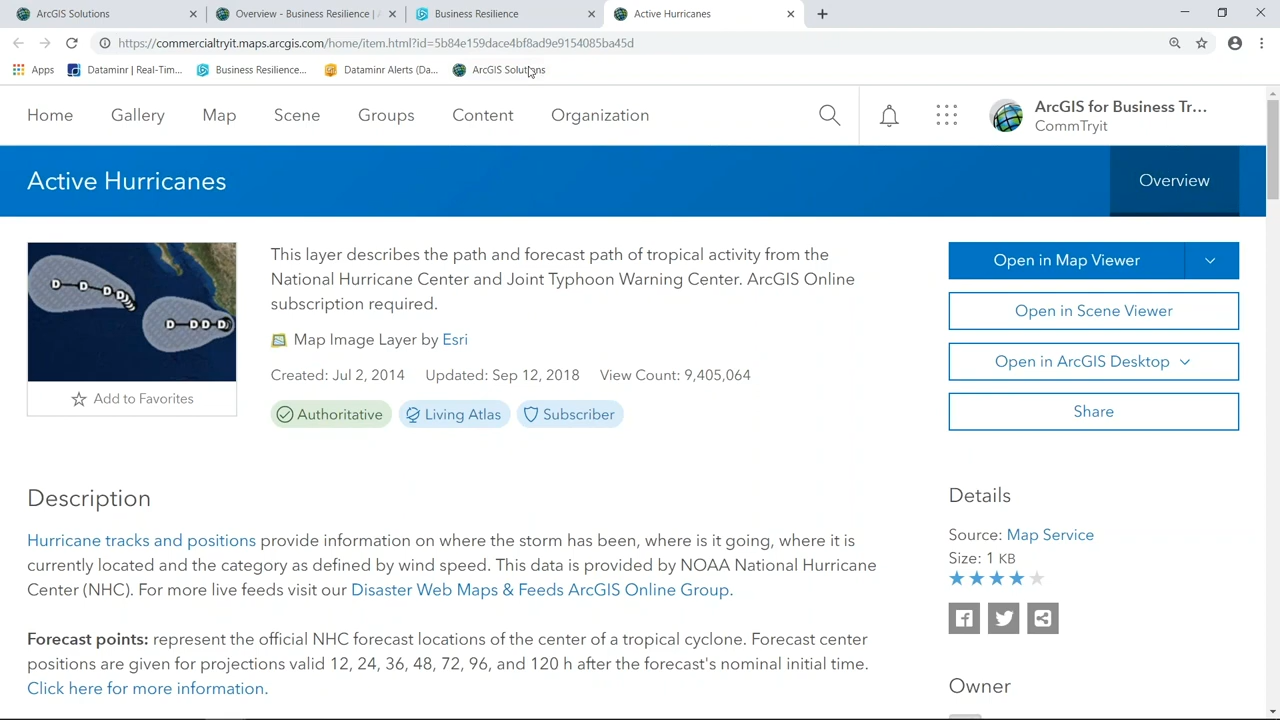 ArcGIS Solutions
Overview - Business Resilience | A
Business Resilience
Active Hurricanes
https://commercialtryit.maps.arcgis.com/home/item.html?id=5b84e159dace4bf8ad9e9154085ba45d
Apps
Dataminr | Real-Tim...
Business Resilience...
Dataminr Alerts (Da...
ArcGIS Solutions
Home
Gallery
Map
Scene
Groups
Content
Organization
ArcGIS for Business Tr...
CommTryit
Active Hurricanes
Overview
D D D D
D D D D
Add to Favorites
This layer describes the path and forecast path of tropical activity from the
National Hurricane Center and Joint Typhoon Warning Center. ArcGIS Online
subscription required.
Map Image Layer by Esri
Created: Jul 2, 2014 Updated: Sep 12, 2018 View Count: 9,405,064
Authoritative
Living Atlas
Subscriber
Open in Map Viewer
Open in Scene Viewer
Open in ArcGIS Desktop
Share
Description
Hurricane tracks and positions provide information on where the storm has been, where is it going, where it is
currently located and the category as defined by wind speed. This data is provided by NOAA National Hurricane
Center (NHC). For more live feeds visit our Disaster Web Maps & Feeds ArcGIS Online Group.
Forecast points: represent the official NHC forecast locations of the center of a tropical cyclone. Forecast center
positions are given for projections valid 12, 24, 36, 48, 72, 96, and 120 h after the forecast's nominal initial time.
Click here for more information.
Details
Source: Map Service
Size: 1 KB
Owner